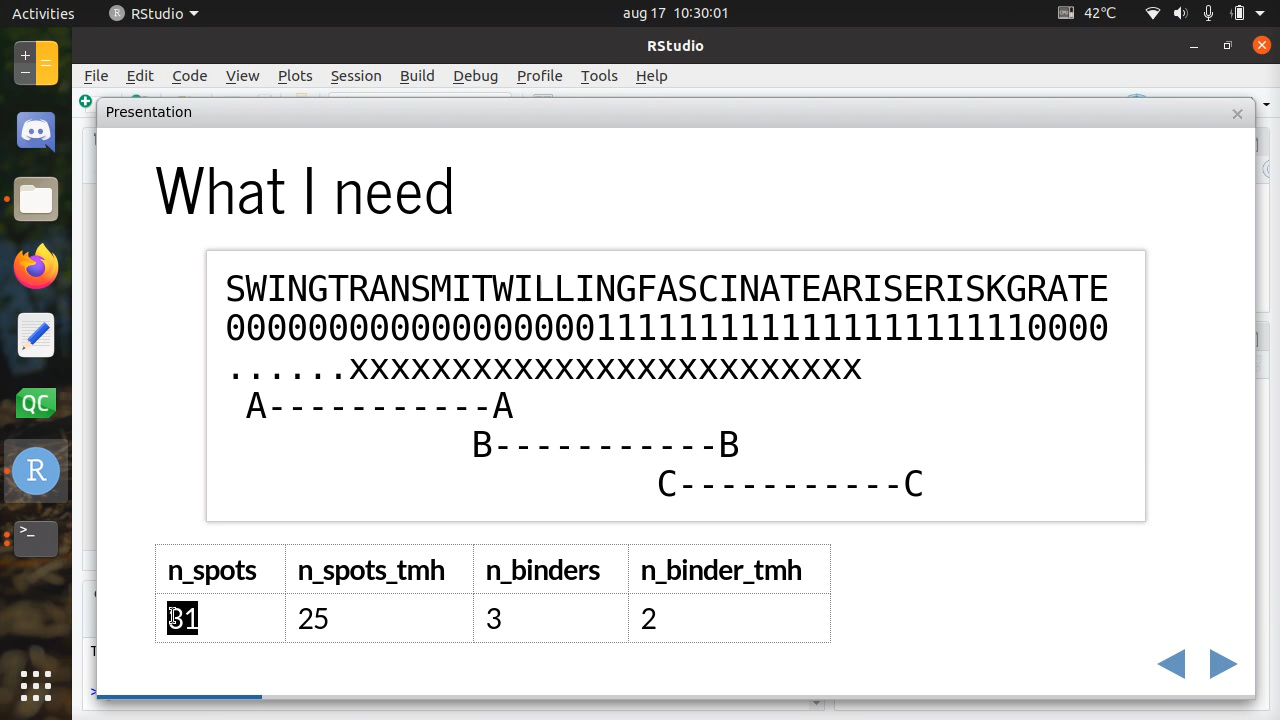 Activities RStudio aug 17 10:30:01 42°C
RStudio
File Edit Code View Plots Session Build Debug Profile Tools Help
Presentation
What I need
SWINGTRANSMITWILLINGFASCINATEARISERISKGRATE
0000000000000000001111111111111111111110000
......xxxxxxxxxxxxxxxxxxxxxxxxx
A-----------A
B-----------B
C-----------C
n_spots n_spots_tmh n_binders n_binder_tmh
31 25 3 2
QC
R
>_